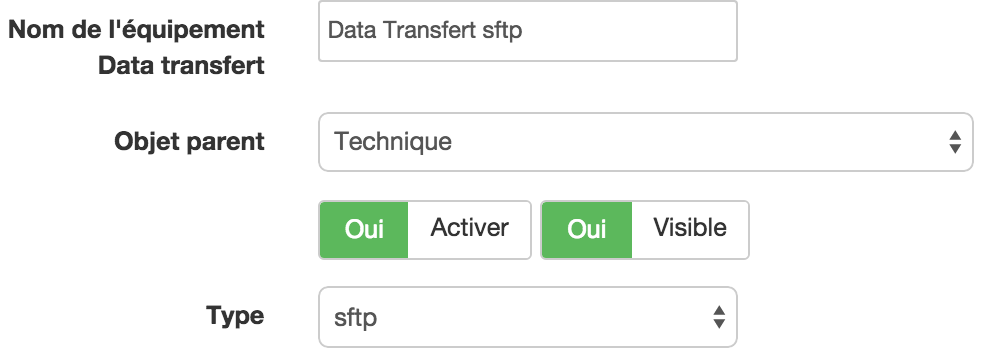 Nom de l'équipement Data Transfert sftp
Data transfert
Objet parent Technique
Oui Activer Oui Visible
Type sftp